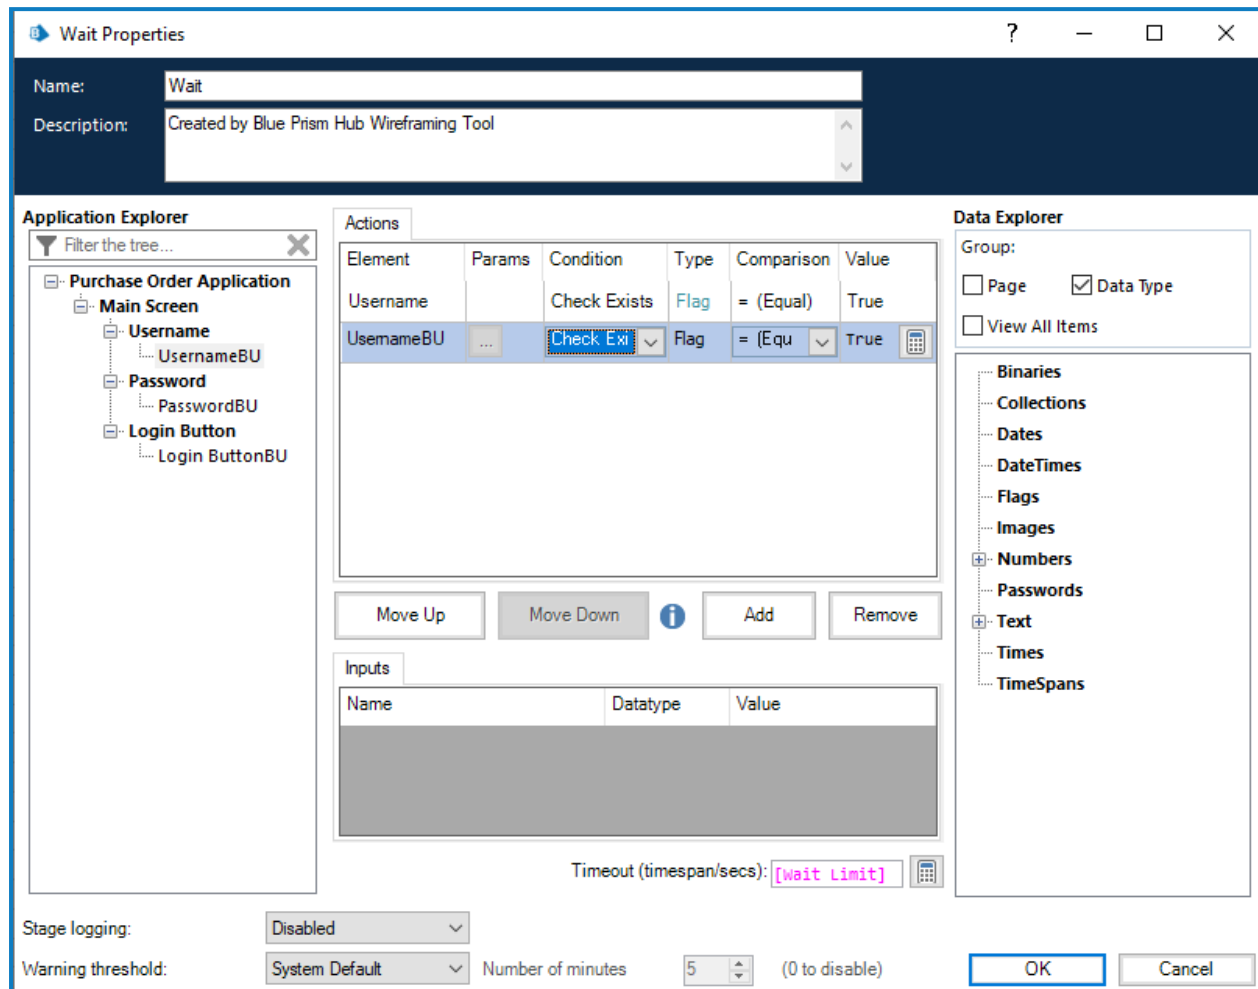 Wait Properties
Name: Wait
Description: Created by Blue Prism Hub Wireframing Tool
Application Explorer
Filter the tree...
Purchase Order Application
Main Screen
Username
UsernameBU
Password
PasswordBU
Login Button
Login ButtonBU
Actions
Element Params Condition Type Comparison Value
Username Check Exists Flag = (Equal) True
UsernameBU ... Check Exi Flag = (Equ True
Move Up Move Down Add Remove
Inputs
Name Datatype Value
Timeout (timespan/secs): [Wait Limit]
Data Explorer
Group:
Page Data Type
View All Items
Binaries
Collections
Dates
DateTimes
Flags
Images
Numbers
Passwords
Text
Times
TimeSpans
Stage logging: Disabled
Warning threshold: System Default Number of minutes 5 (0 to disable)
OK Cancel